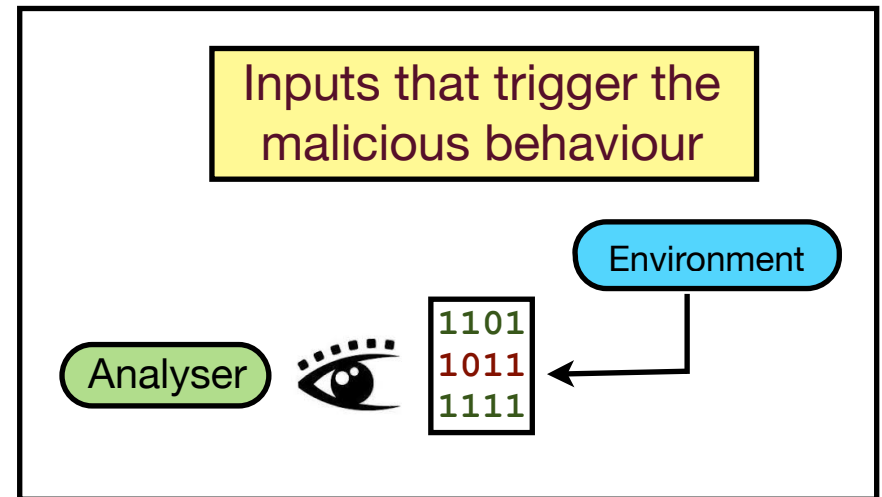 Inputs that trigger the
malicious behaviour
Environment
Analyser
1101
1011
1111